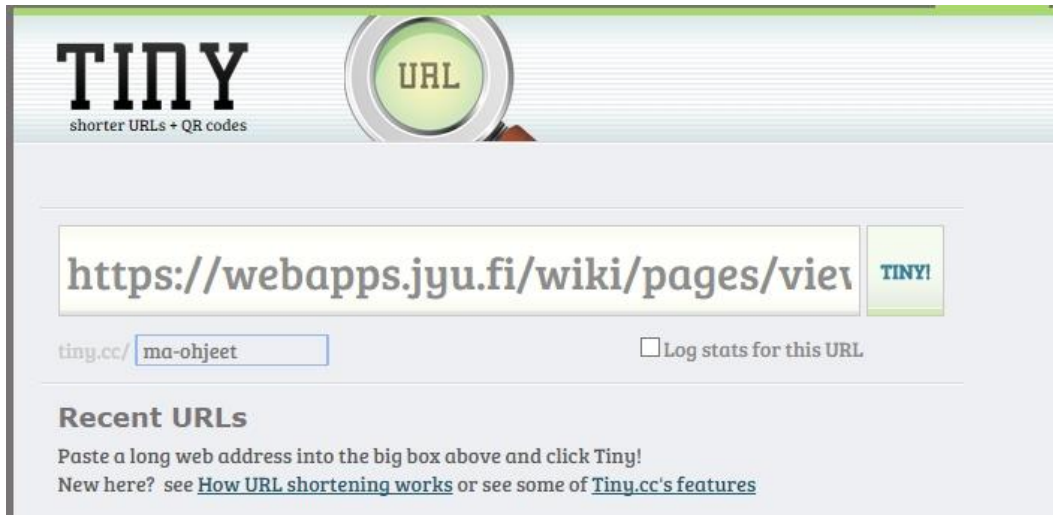 TINY
shorter URLs + QR codes
URL
https://webapps.jyu.fi/wiki/pages/view
TINY!
tiny.cc/ ma-ohjeet
Log stats for this URL
Recent URLs
Paste a long web address into the big box above and click Tiny!
New here? see How URL shortening works or see some of Tiny.cc's features